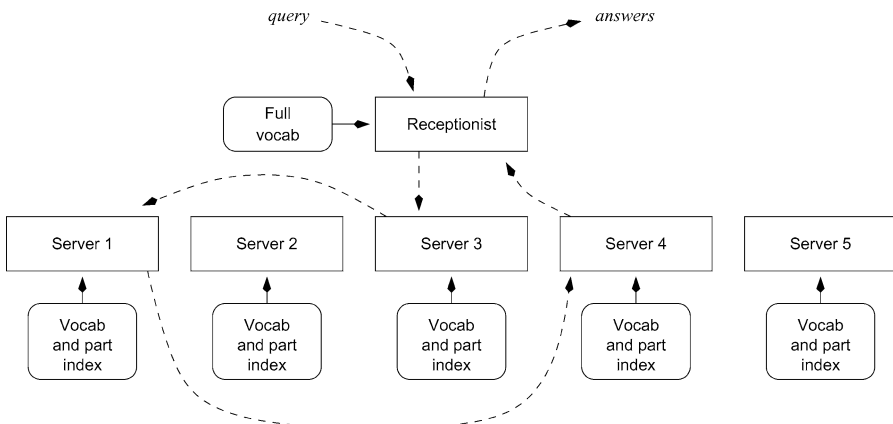 query
answers
Full
vocab
Receptionist
Server 1
Server 2
Server 3
Server 4
Server 5
Vocab
and part
index
Vocab
and part
index
Vocab
and part
index
Vocab
and part
index
Vocab
and part
index